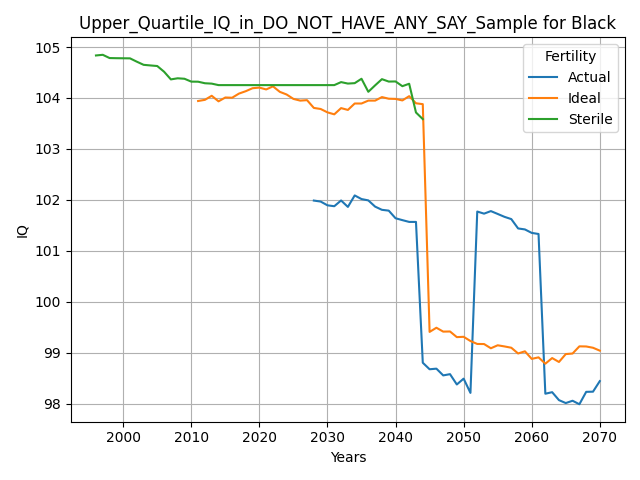 Upper_Quartile_IQ_in_DO_NOT_HAVE_ANY_SAY_Sample for Black
105
104
103
102
101
100
99
98
IQ
Fertility
Actual
Ideal
Sterile
2000
2010
2020
2030
2040
2050
2060
2070
Years